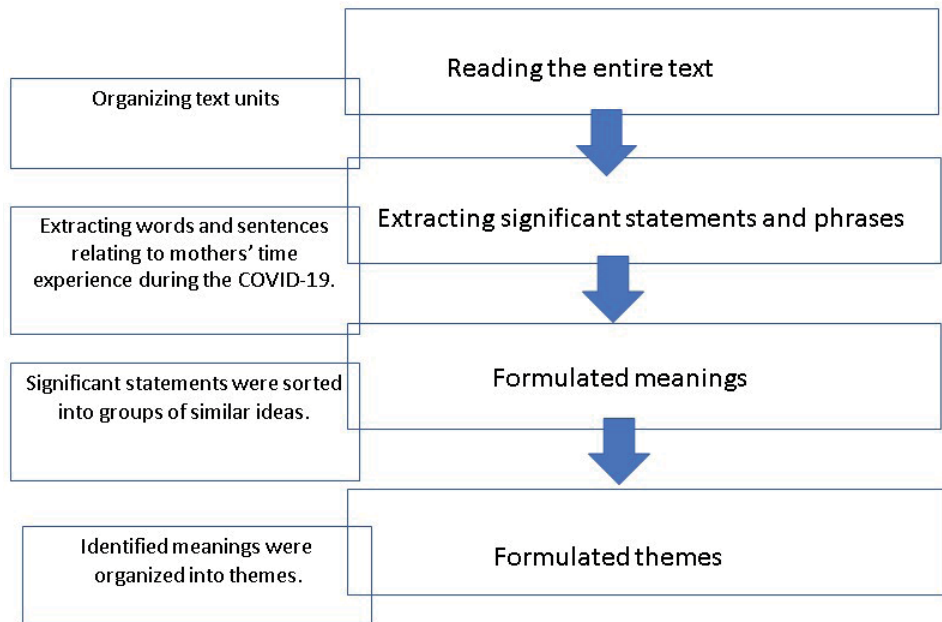 Reading the entire text
Organizing text units
Extracting significant statements and phrases
Extracting words and sentences
relating to mothers’ time
experience during the COVID-19.
Formulated meanings
Significant statements were sorted
into groups of similar ideas.
Formulated themes
Identified meanings were
organized into themes.